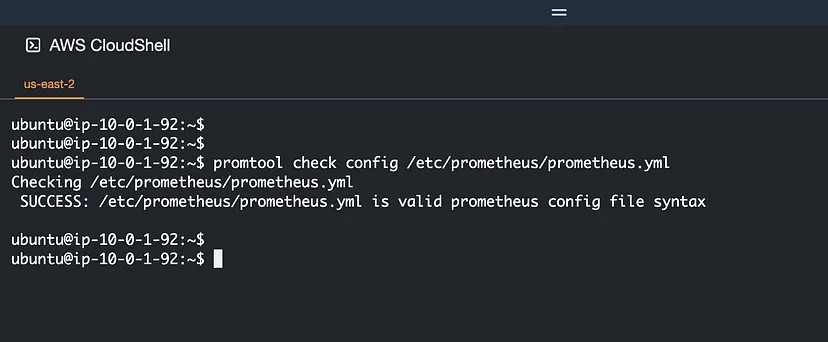 AWS CloudShell
us-east-2
ubuntu@ip-10-0-1-92:~$
ubuntu@ip-10-0-1-92:~$
ubuntu@ip-10-0-1-92:~$ promtool check config /etc/prometheus/prometheus.yml
Checking /etc/prometheus/prometheus.yml
 SUCCESS: /etc/prometheus/prometheus.yml is valid prometheus config file syntax
ubuntu@ip-10-0-1-92:~$
ubuntu@ip-10-0-1-92:~$